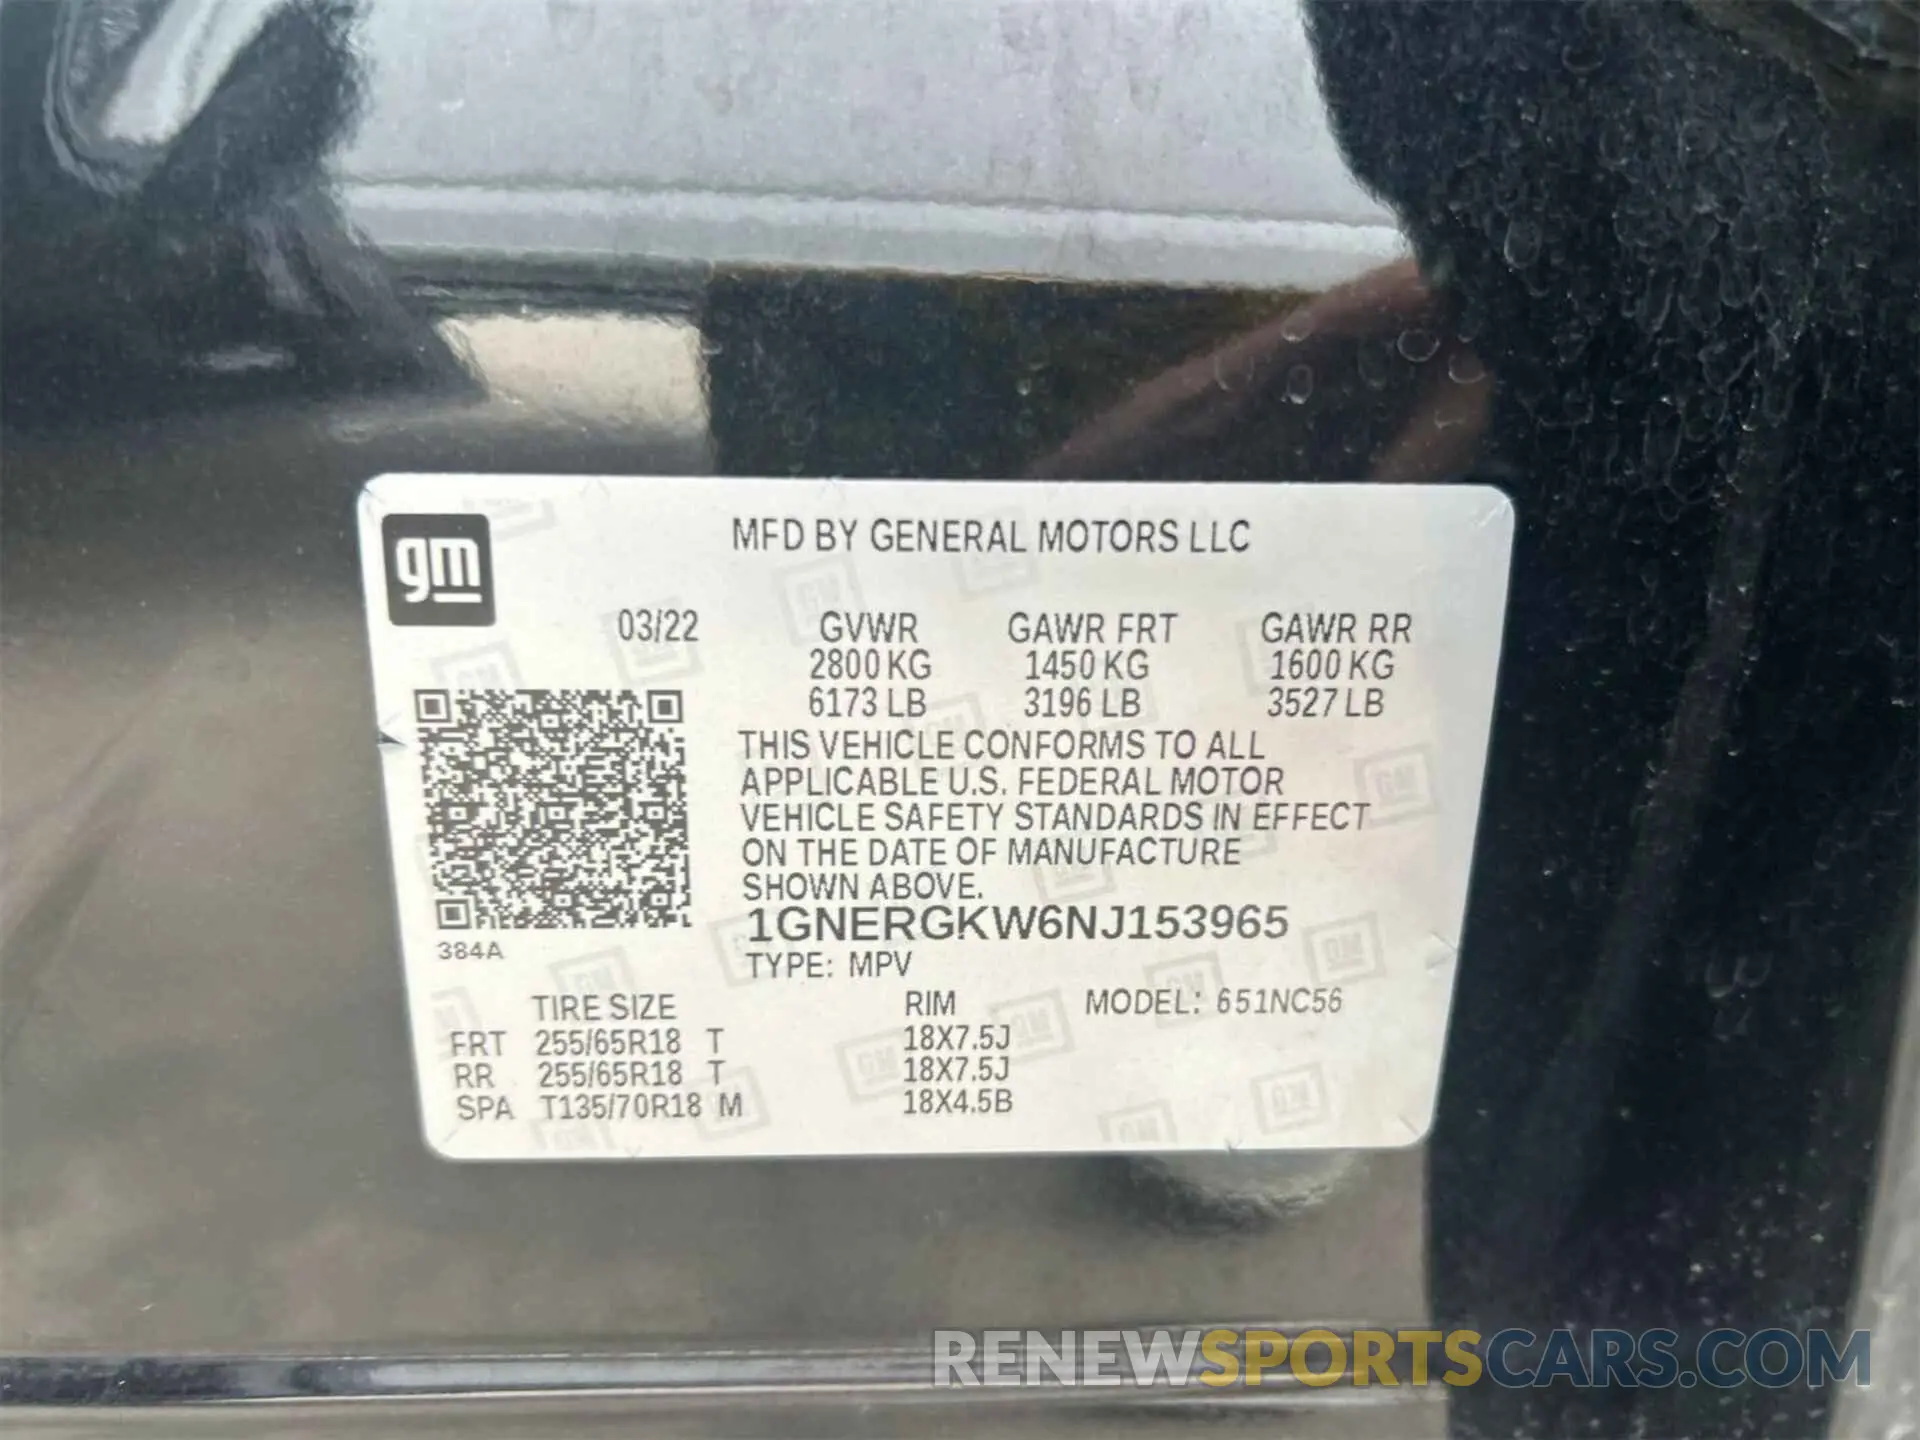 MFD BY GENERAL MOTORS LLC
gm
03/22 GVWR GAWR FRT GAWR RR
2800 KG 1450 KG 1600 KG
6173 LB 3196 LB 3527 LB
THIS VEHICLE CONFORMS TO ALL
APPLICABLE U.S. FEDERAL MOTOR
VEHICLE SAFETY STANDARDS IN EFFECT
ON THE DATE OF MANUFACTURE
SHOWN ABOVE.
1GNERGKW6NJ153965
384A
TYPE: MPV
TIRE SIZE RIM MODEL: 651NC56
FRT 255/65R18 T 18X7.5J
RR 255/65R18 T 18X7.5J
SPA T135/70R18 M 18X4.5B
RENEWSPORTSCARS.COM